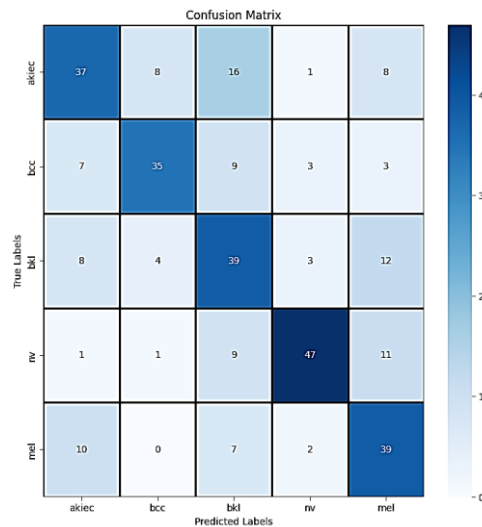 Confusion Matrix
akiec 37 8 16 1 8
bcc 7 35 9 3 3
bkl 8 4 39 3 12
nv 1 1 9 47 11
mel 10 0 7 2 39
True Labels
akiec bcc bkl nv mel
Predicted Labels
0